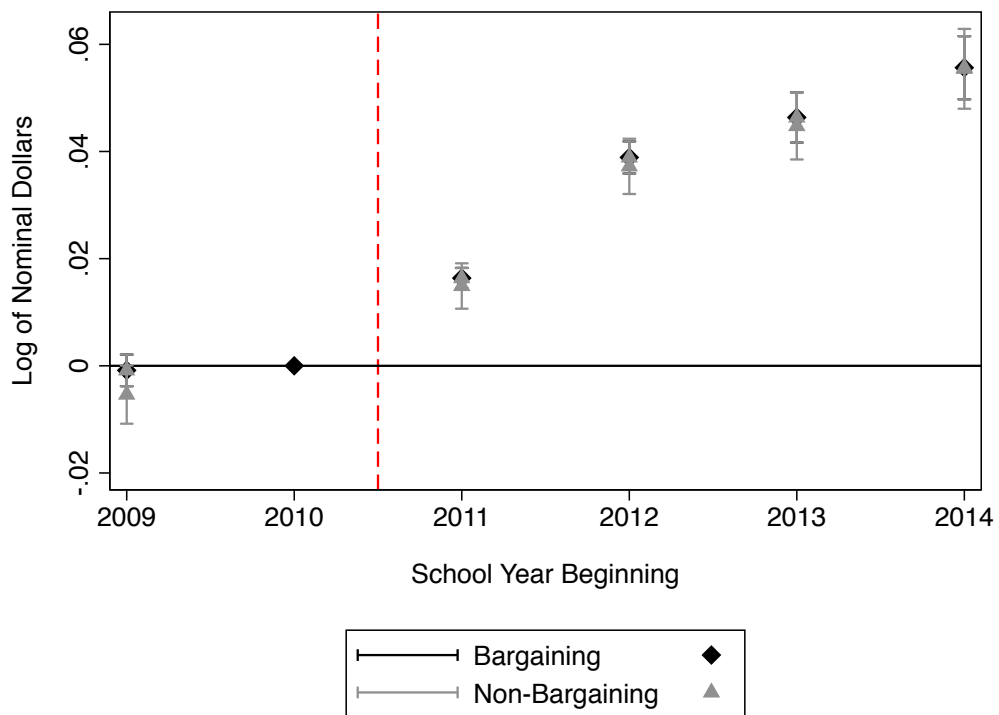 .06
.04
.02
0
-.02
Log of Nominal Dollars
2009 2010 2011 2012 2013 2014
School Year Beginning
Bargaining
Non-Bargaining